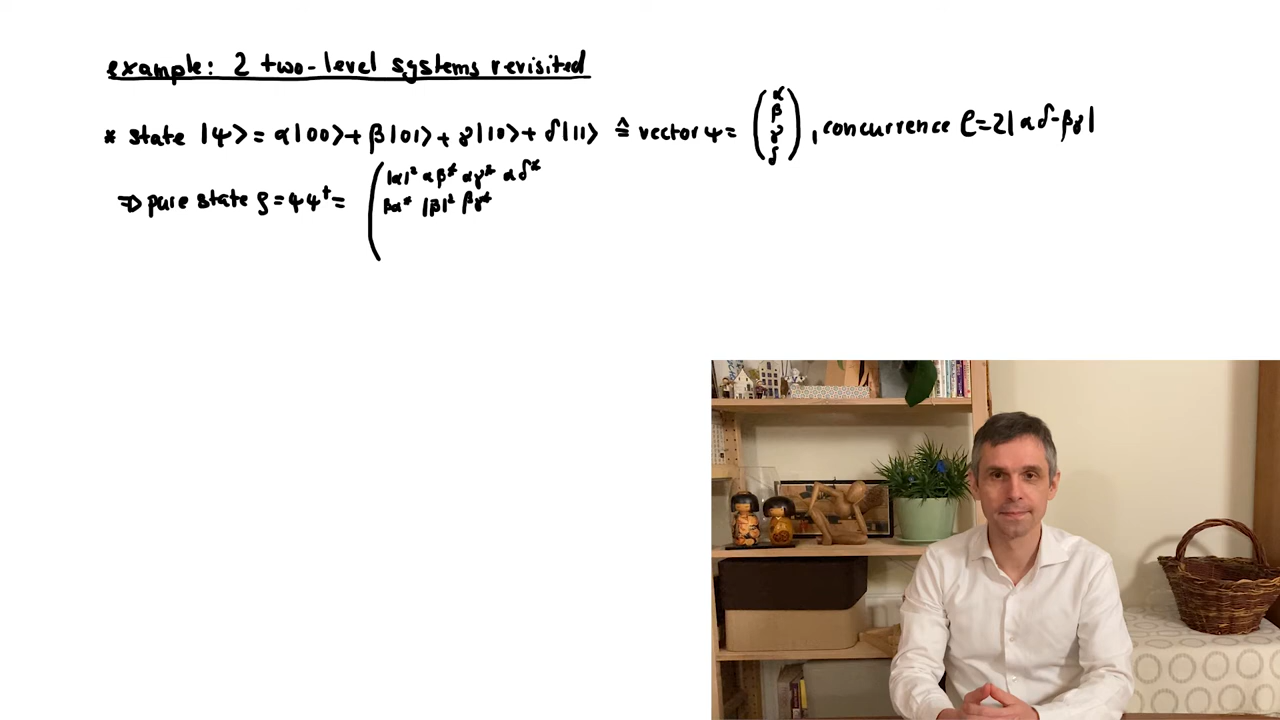 example: 2 two-level systems revisited
* state |ψ> = α|00> + β|01> + γ|10> + δ|11> ≙ vector ψ = (α β γ δ), concurrence C = 2|αδ-βγ|
⇒ pure state ρ = ψψ† = ( |α|² αβ* αγ* αδ*
βα* |β|² βγ*